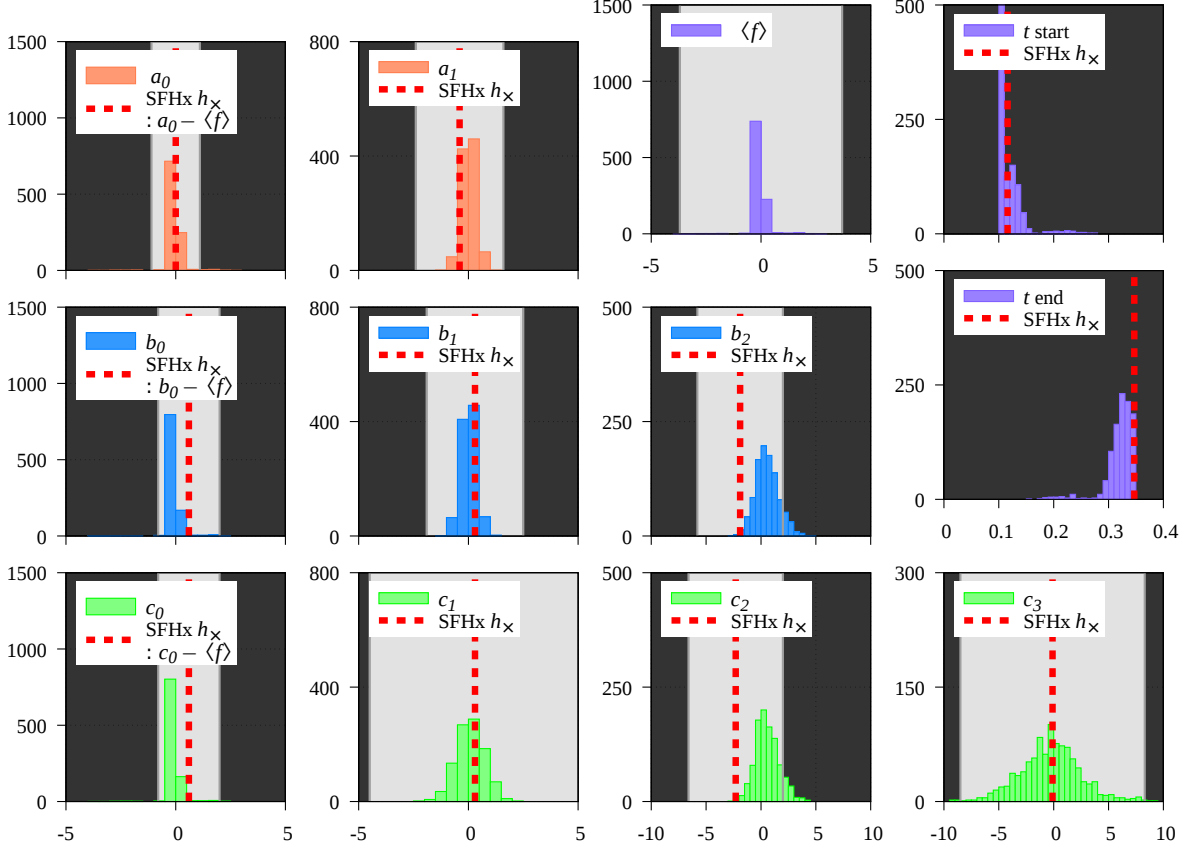 1500
1000
500
0
a0
SFHx h×
: a0 − ⟨f⟩
800
400
0
a1
SFHx h×
1500
1000
500
0
⟨f⟩
-5 0 5
500
250
0
t start
SFHx h×
1500
1000
500
0
b0
SFHx h×
: b0 − ⟨f⟩
800
400
0
b1
SFHx h×
500
250
0
b2
SFHx h×
500
250
0
t end
SFHx h×
0 0.1 0.2 0.3 0.4
1500
1000
500
0
c0
SFHx h×
: c0 − ⟨f⟩
-5 0 5
800
400
0
c1
SFHx h×
-5 0 5
500
250
0
c2
SFHx h×
-10 -5 0 5 10
300
150
0
c3
SFHx h×
-10 -5 0 5 10